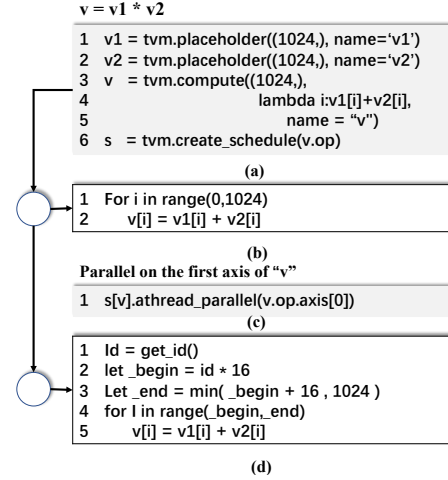 v = v1 * v2
1 v1 = tvm.placeholder((1024,), name=‘v1’)
2 v2 = tvm.placeholder((1024,), name=‘v2’)
3 v = tvm.compute((1024,),
4 lambda i:v1[i]+v2[i],
5 name = “v”)
6 s = tvm.create_schedule(v.op)
(a)
1 For i in range(0,1024)
2 v[i] = v1[i] + v2[i]
(b)
Parallel on the first axis of “v”
1 s[v].athread_parallel(v.op.axis[0])
(c)
1 Id = get_id()
2 let _begin = id * 16
3 Let _end = min( _begin + 16 , 1024 )
4 for I in range(_begin,_end)
5 v[i] = v1[i] + v2[i]
(d)